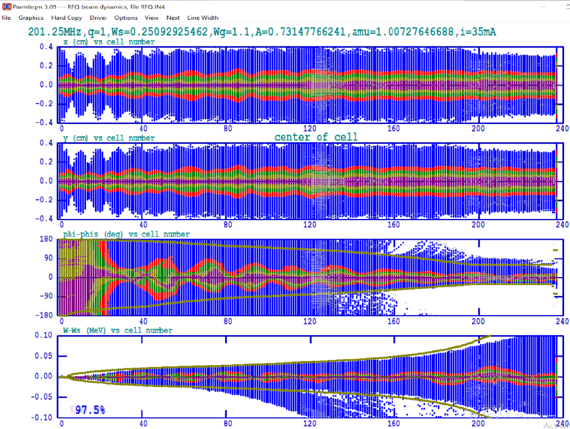 Parmteqm 3.09 --- RFQ beam dynamics, file RFQ.IN4
File Graphics Hard Copy Drive: Options View Next Line Width
201.25MHz,q=1,Ws=0.25092925462,Wg=1.1,A=0.73147766241,amu=1.00727646688,i=35mA
x (cm) vs cell number
0.4
0.2
0.0
-0.2
-0.4
0 40 80 120 160 200 240
y (cm) vs cell number center of cell
0.4
0.2
0.0
-0.2
-0.4
0 40 80 120 160 200 240
phi-phis (deg) vs cell number
180
90
0
-90
-180
0 40 80 120 160 200 240
W-Ws (MeV) vs cell number
0.10
0.05
0.00
-0.05
-0.10
97.5%
0 40 80 120 160 200 240